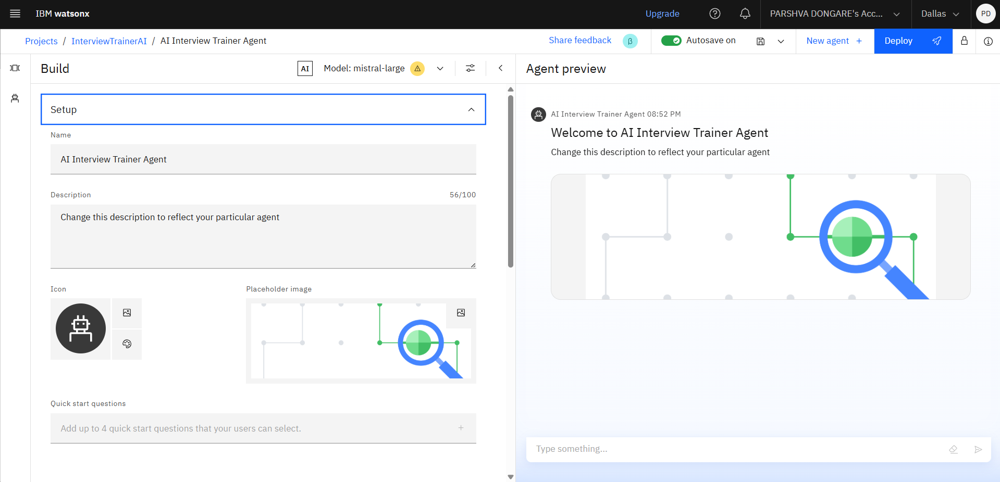 IBM watsonx
Upgrade
PARSHVA DONGARE's Acc...
Dallas
PD
Projects / InterviewTrainerAI / AI Interview Trainer Agent
Share feedback
β
Autosave on
New agent +
Deploy
Build
AI
Model: mistral-large
Agent preview
Setup
Name
AI Interview Trainer Agent
Description
56/100
Change this description to reflect your particular agent
Icon
Placeholder image
Quick start questions
Add up to 4 quick start questions that your users can select.
AI Interview Trainer Agent 08:52 PM
Welcome to AI Interview Trainer Agent
Change this description to reflect your particular agent
Type something...